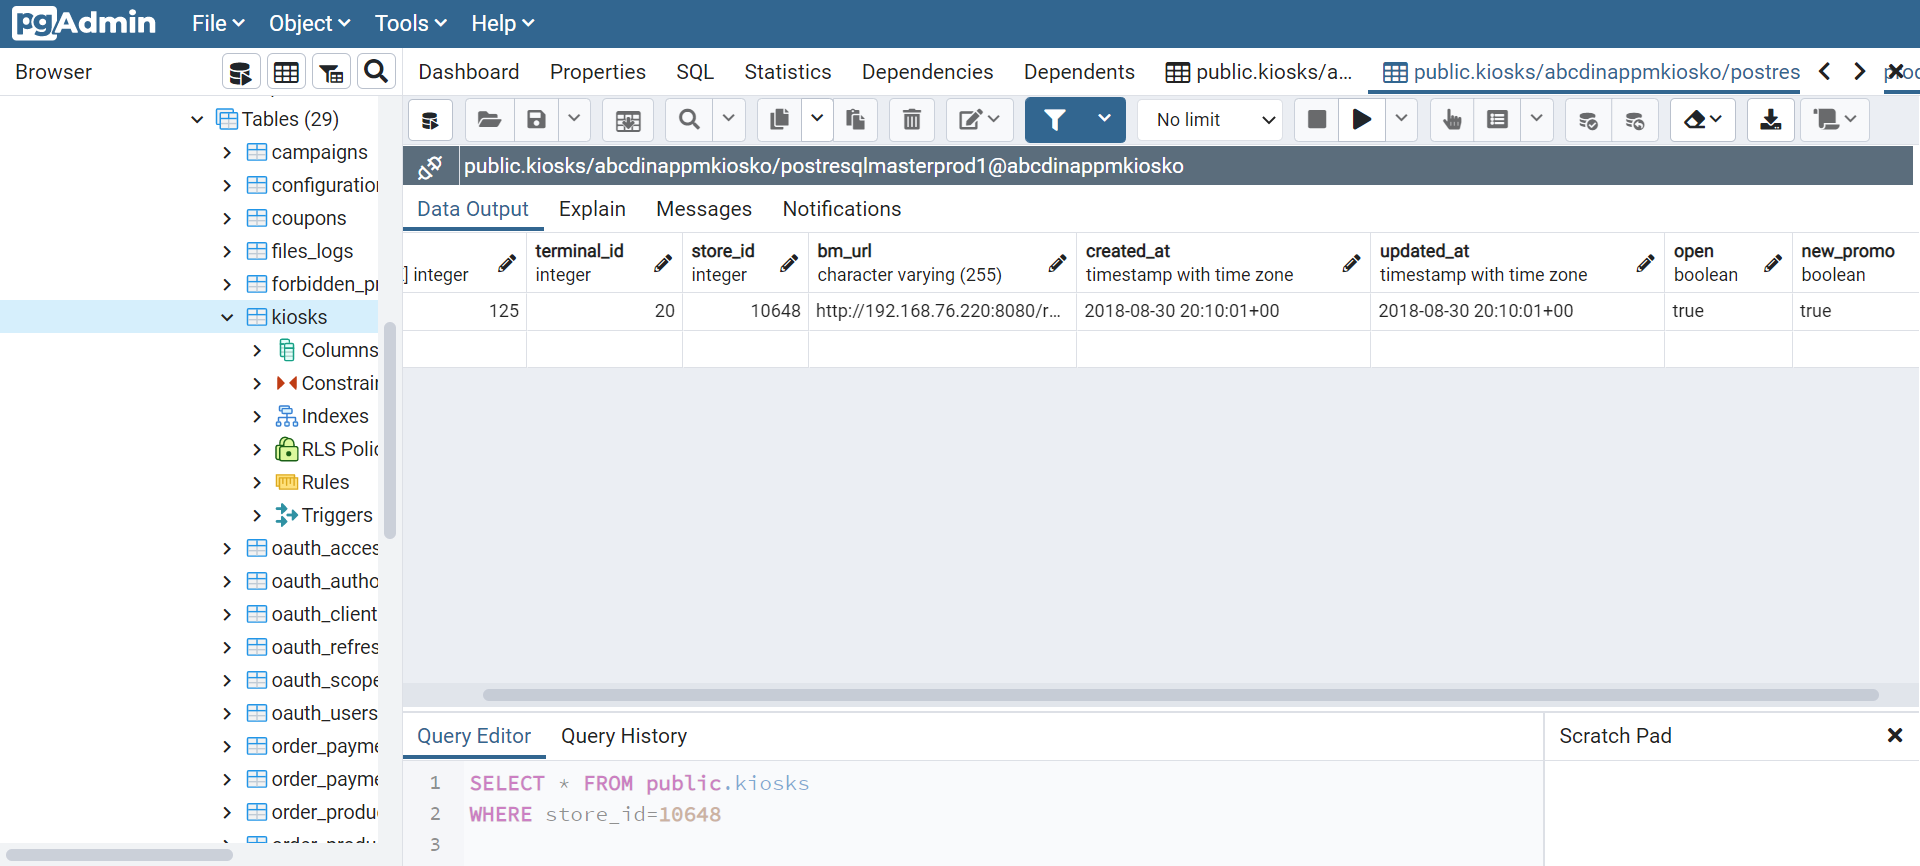 pgAdmin File Object Tools Help
Browser
Dashboard Properties SQL Statistics Dependencies Dependents public.kiosks/a... public.kiosks/abcdinappmkiosko/postres
No limit
public.kiosks/abcdinappmkiosko/postresqlmasterprod1@abcdinappmkiosko
Data Output Explain Messages Notifications
terminal_id store_id bm_url created_at updated_at open new_promo
] integer integer integer character varying (255) timestamp with time zone timestamp with time zone boolean boolean
125 20 10648 http://192.168.76.220:8080/r... 2018-08-30 20:10:01+00 2018-08-30 20:10:01+00 true true
Tables (29)
campaigns
configuration
coupons
files_logs
forbidden_pr
kiosks
Columns
Constrain
Indexes
RLS Polic
Rules
Triggers
oauth_acces
oauth_autho
oauth_client
oauth_refres
oauth_scope
oauth_users
order_payme
order_payme
order_produ
Query Editor Query History
1 SELECT * FROM public.kiosks
2 WHERE store_id=10648
3
Scratch Pad